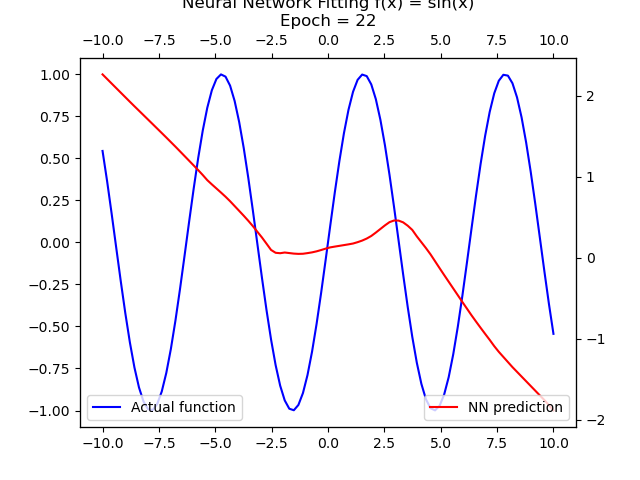 Neural Network Fitting f(x) = sin(x)
Epoch = 22
−10.0 −7.5 −5.0 −2.5 0.0 2.5 5.0 7.5 10.0
1.00
0.75
0.50
0.25
0.00
−0.25
−0.50
−0.75
−1.00
2
1
0
−1
−2
Actual function
NN prediction
−10.0 −7.5 −5.0 −2.5 0.0 2.5 5.0 7.5 10.0